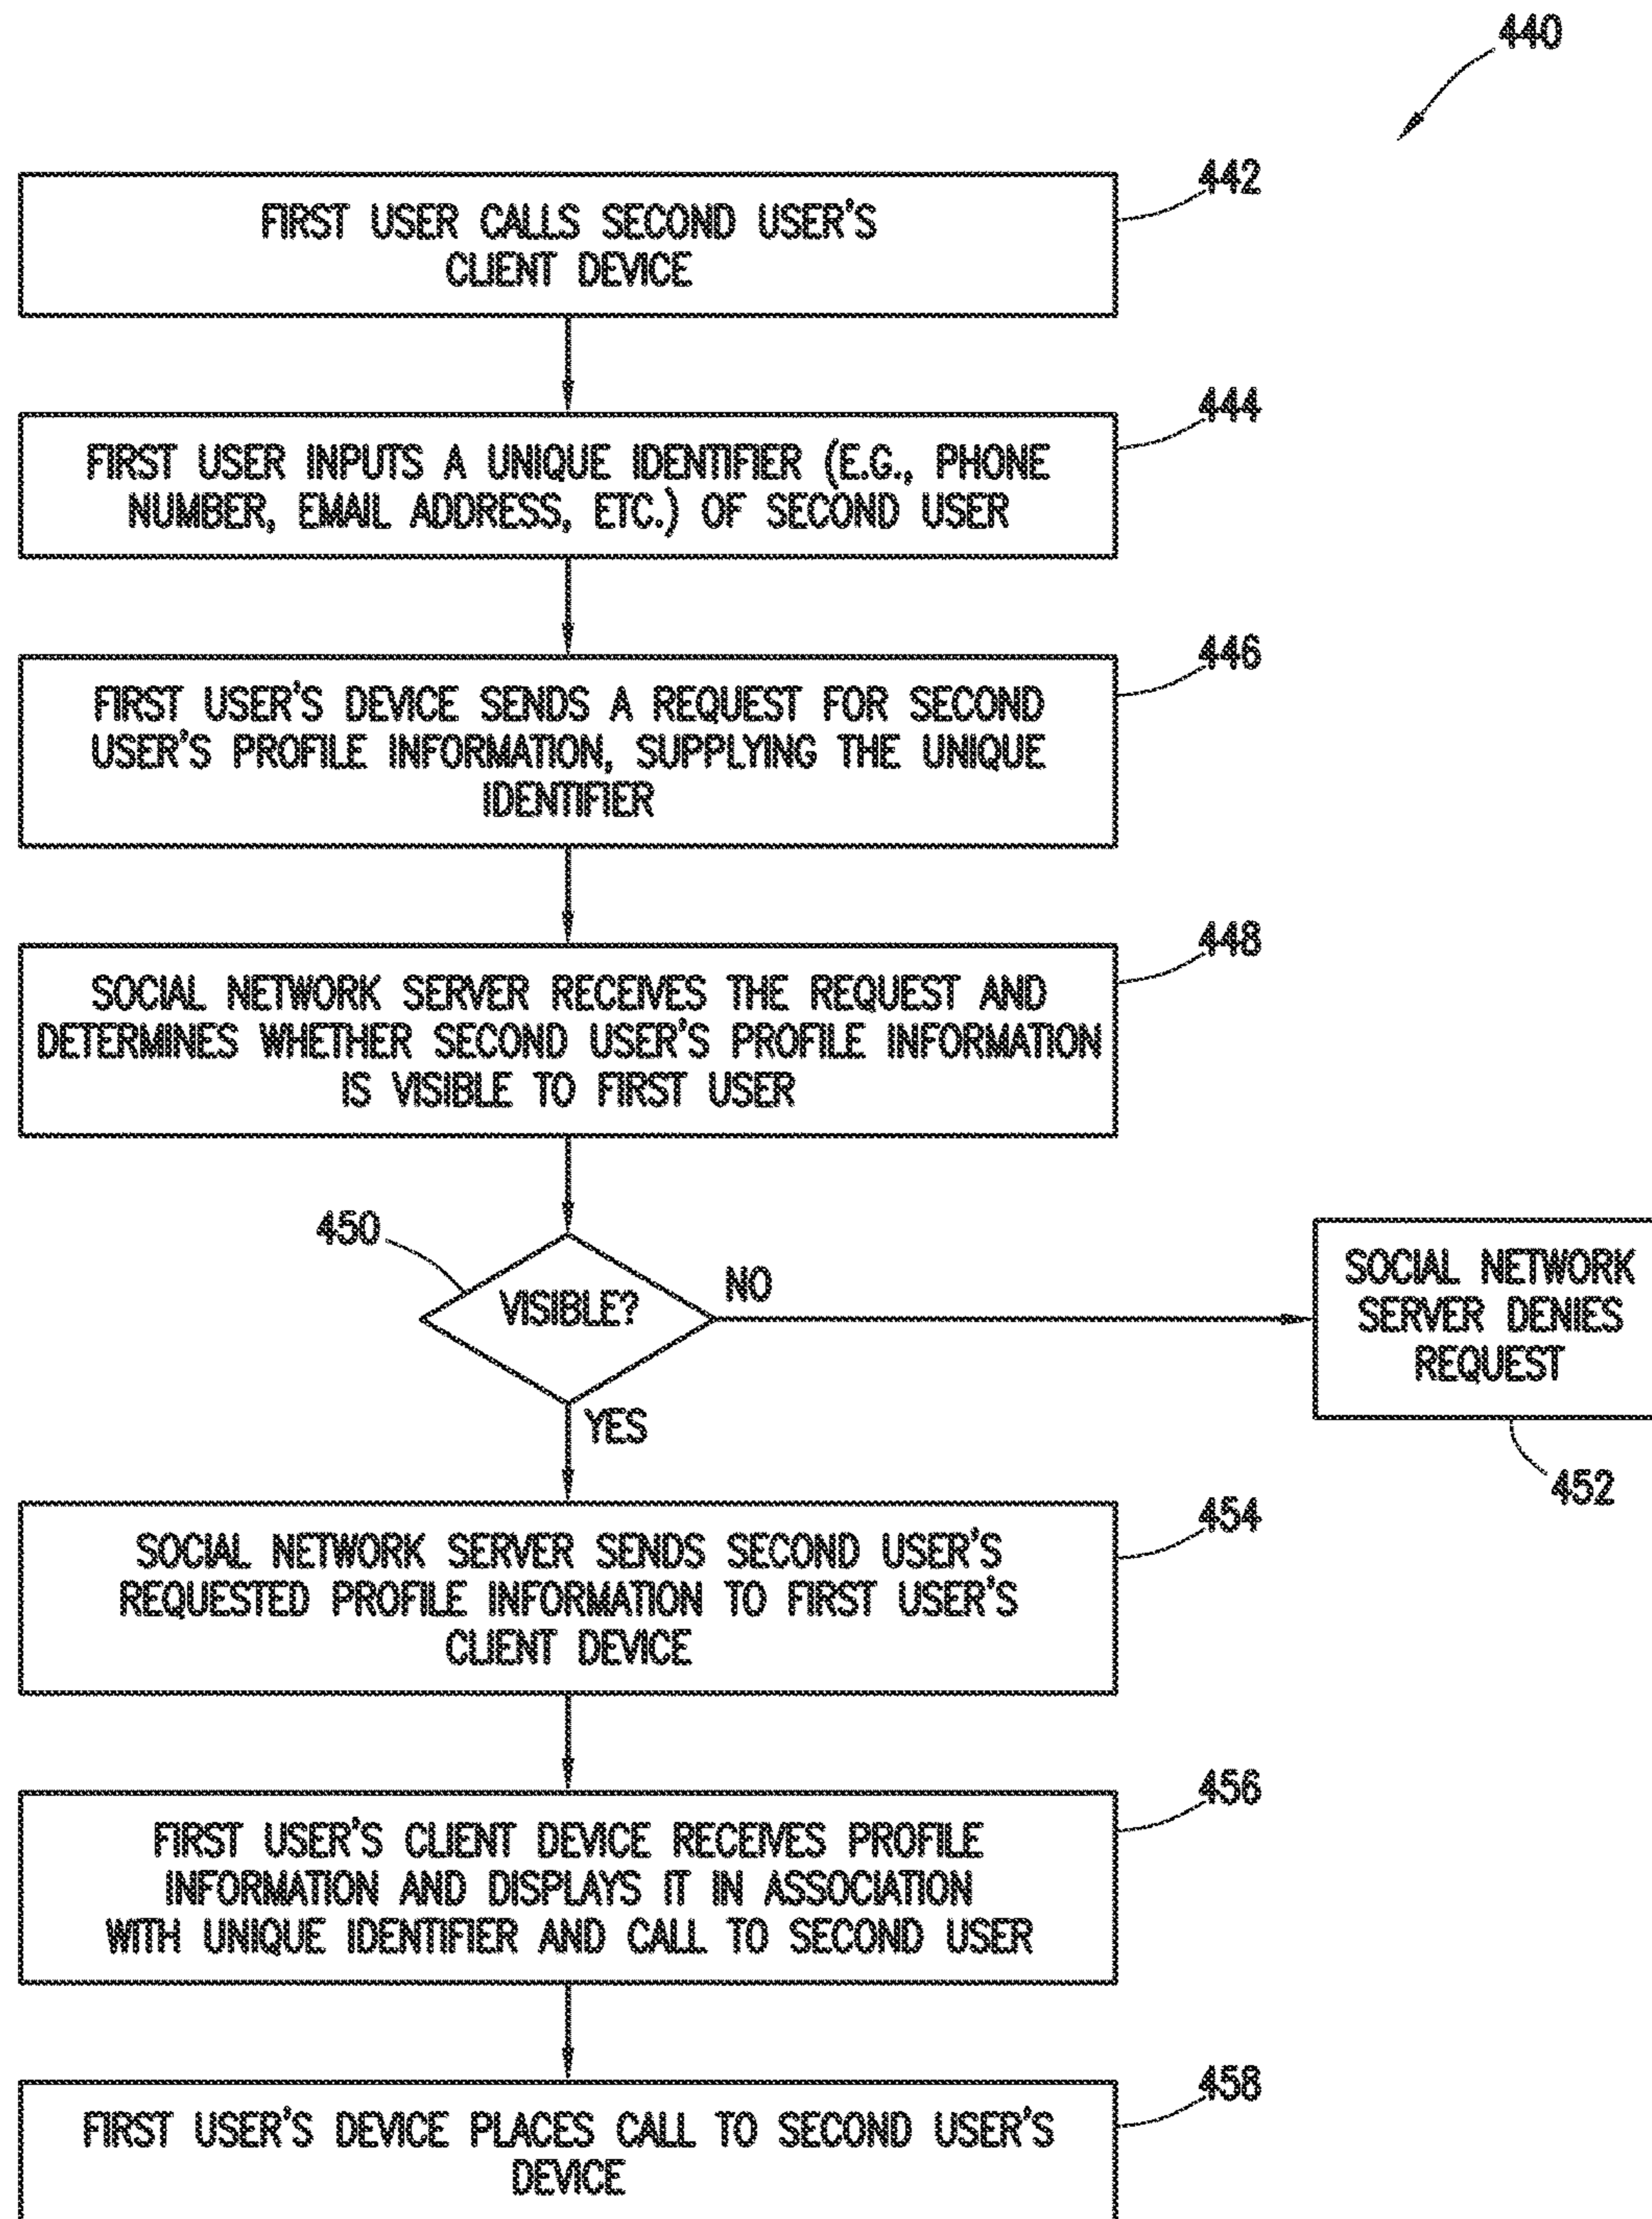 440
442
FIRST USER CALLS SECOND USER'S
CLIENT DEVICE
444
FIRST USER INPUTS A UNIQUE IDENTIFIER (E.G., PHONE
NUMBER, EMAIL ADDRESS, ETC.) OF SECOND USER
446
FIRST USER'S DEVICE SENDS A REQUEST FOR SECOND
USER'S PROFILE INFORMATION, SUPPLYING THE UNIQUE
IDENTIFIER
448
SOCIAL NETWORK SERVER RECEIVES THE REQUEST AND
DETERMINES WHETHER SECOND USER'S PROFILE INFORMATION
IS VISIBLE TO FIRST USER
450
VISIBLE?
NO
SOCIAL NETWORK
SERVER DENIES
REQUEST
452
YES
454
SOCIAL NETWORK SERVER SENDS SECOND USER'S
REQUESTED PROFILE INFORMATION TO FIRST USER'S
CLIENT DEVICE
456
FIRST USER'S CLIENT DEVICE RECEIVES PROFILE
INFORMATION AND DISPLAYS IT IN ASSOCIATION
WITH UNIQUE IDENTIFIER AND CALL TO SECOND USER
458
FIRST USER'S DEVICE PLACES CALL TO SECOND USER'S
DEVICE